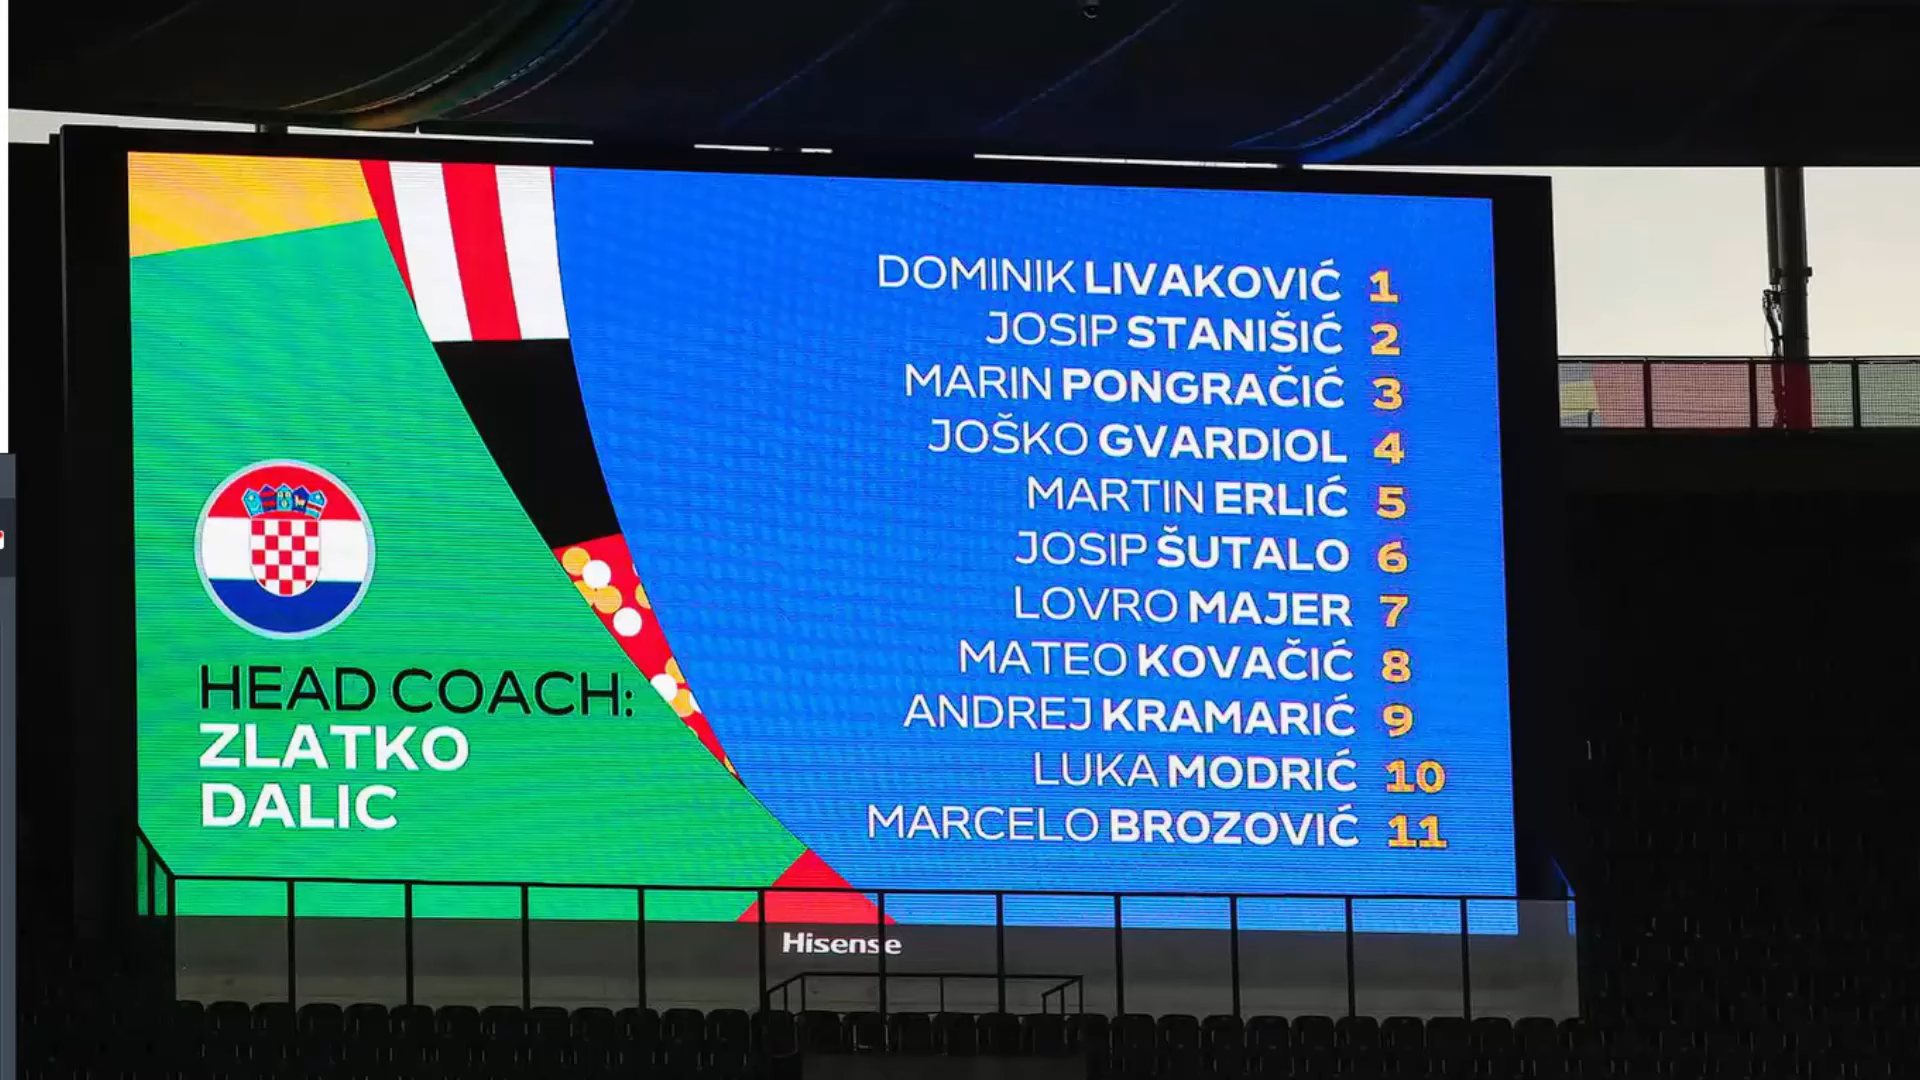 DOMINIK LIVAKOVIĆ 1
JOSIP STANIŠIĆ 2
MARIN PONGRAČIĆ 3
JOŠKO GVARDIOL 4
MARTIN ERLIĆ 5
JOSIP ŠUTALO 6
LOVRO MAJER 7
MATEO KOVAČIĆ 8
ANDREJ KRAMARIĆ 9
LUKA MODRIĆ 10
MARCELO BROZOVIĆ 11
HEAD COACH:
ZLATKO
DALIC
Hisense